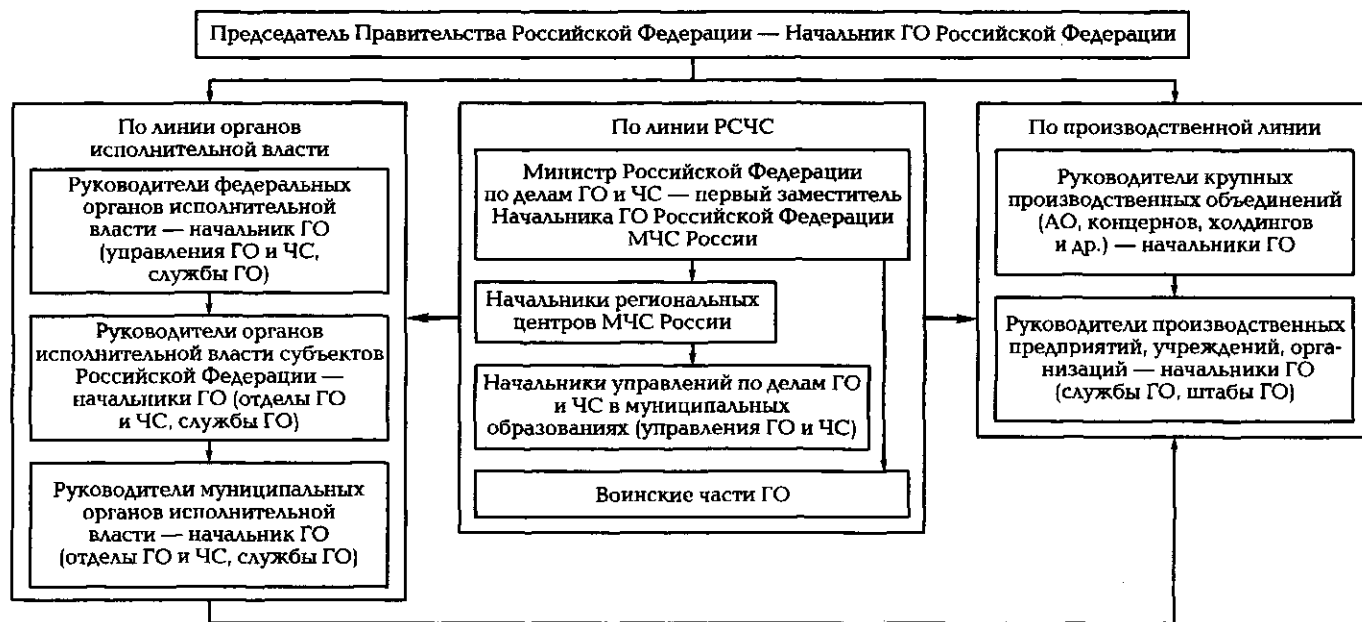 Председатель Правительства Российской Федерации — Начальник ГО Российской Федерации
По линии органов
исполнительной власти
Руководители федеральных
органов исполнительной
власти — начальник ГО
(управления ГО и ЧС,
службы ГО)
Руководители органов
исполнительной власти субъектов
Российской Федерации —
начальники ГО (отделы ГО
и ЧС, службы ГО)
Руководители муниципальных
органов исполнительной
власти — начальник ГО
(отделы ГО и ЧС, службы ГО)
По линии РСЧС
Министр Российской Федерации
по делам ГО и ЧС — первый заместитель
Начальника ГО Российской Федерации
МЧС России
Начальники региональных
центров МЧС России
Начальники управлений по делам ГО
и ЧС в муниципальных
образованиях (управления ГО и ЧС)
Воинские части ГО
По производственной линии
Руководители крупных
производственных объединений
(АО, концернов, холдингов
и др.) — начальники ГО
Руководители производственных
предприятий, учреждений, орга-
низаций — начальники ГО
(службы ГО, штабы ГО)